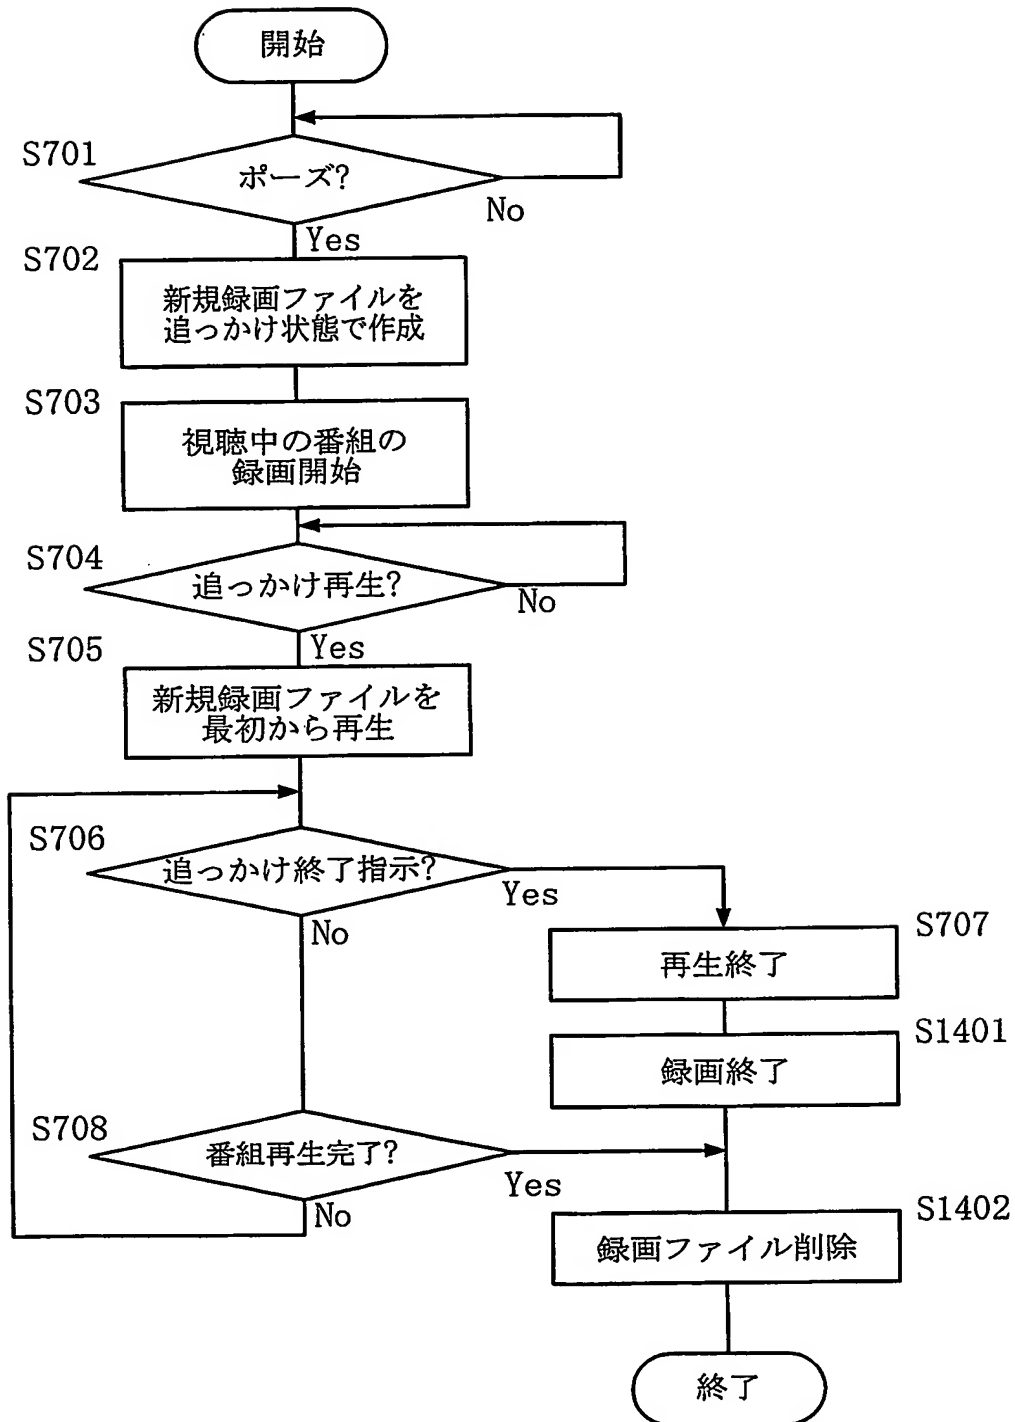 開始
S701
ポーズ?
No
Yes
S702
新規録画ファイルを
追っかけ状態で作成
S703
視聴中の番組の
録画開始
S704
追っかけ再生?
No
Yes
S705
新規録画ファイルを
最初から再生
S706
追っかけ終了指示?
Yes
No
S707
再生終了
S1401
録画終了
S708
番組再生完了?
Yes
No
S1402
録画ファイル削除
終了